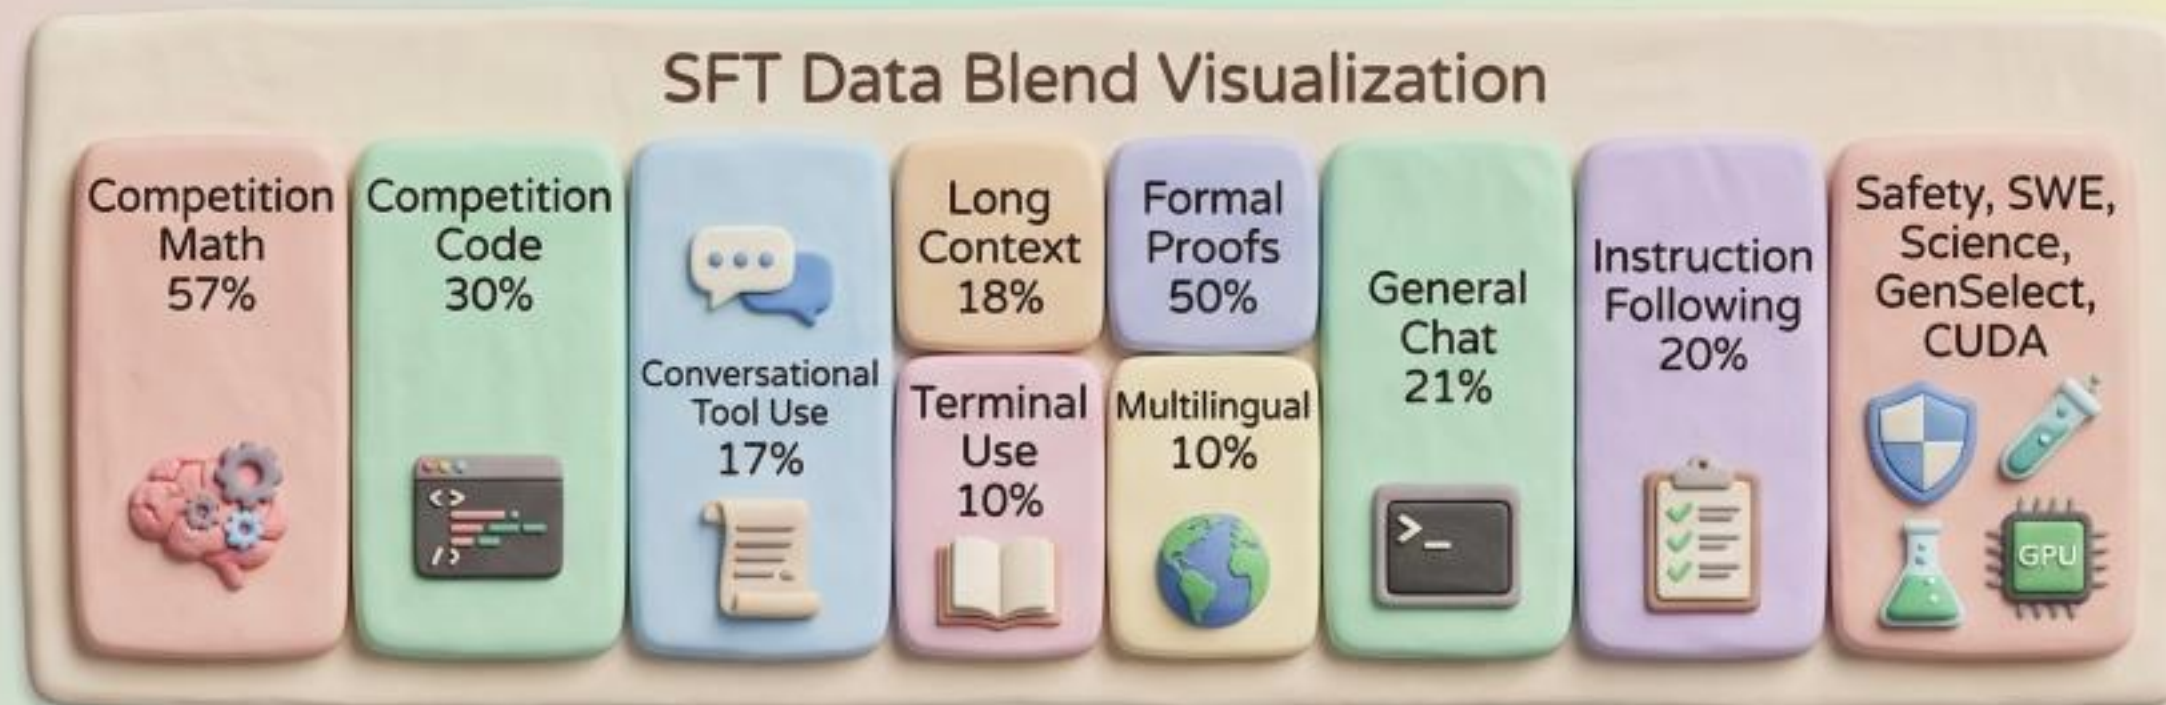 SFT Data Blend Visualization
Competition
Math
57%
Competition
Code
30%
Conversational
Tool Use
17%
Long
Context
18%
Terminal
Use
10%
Formal
Proofs
50%
Multilingual
10%
General
Chat
21%
>_
Instruction
Following
20%
Safety, SWE,
Science,
GenSelect,
CUDA
GPU
<>
/>